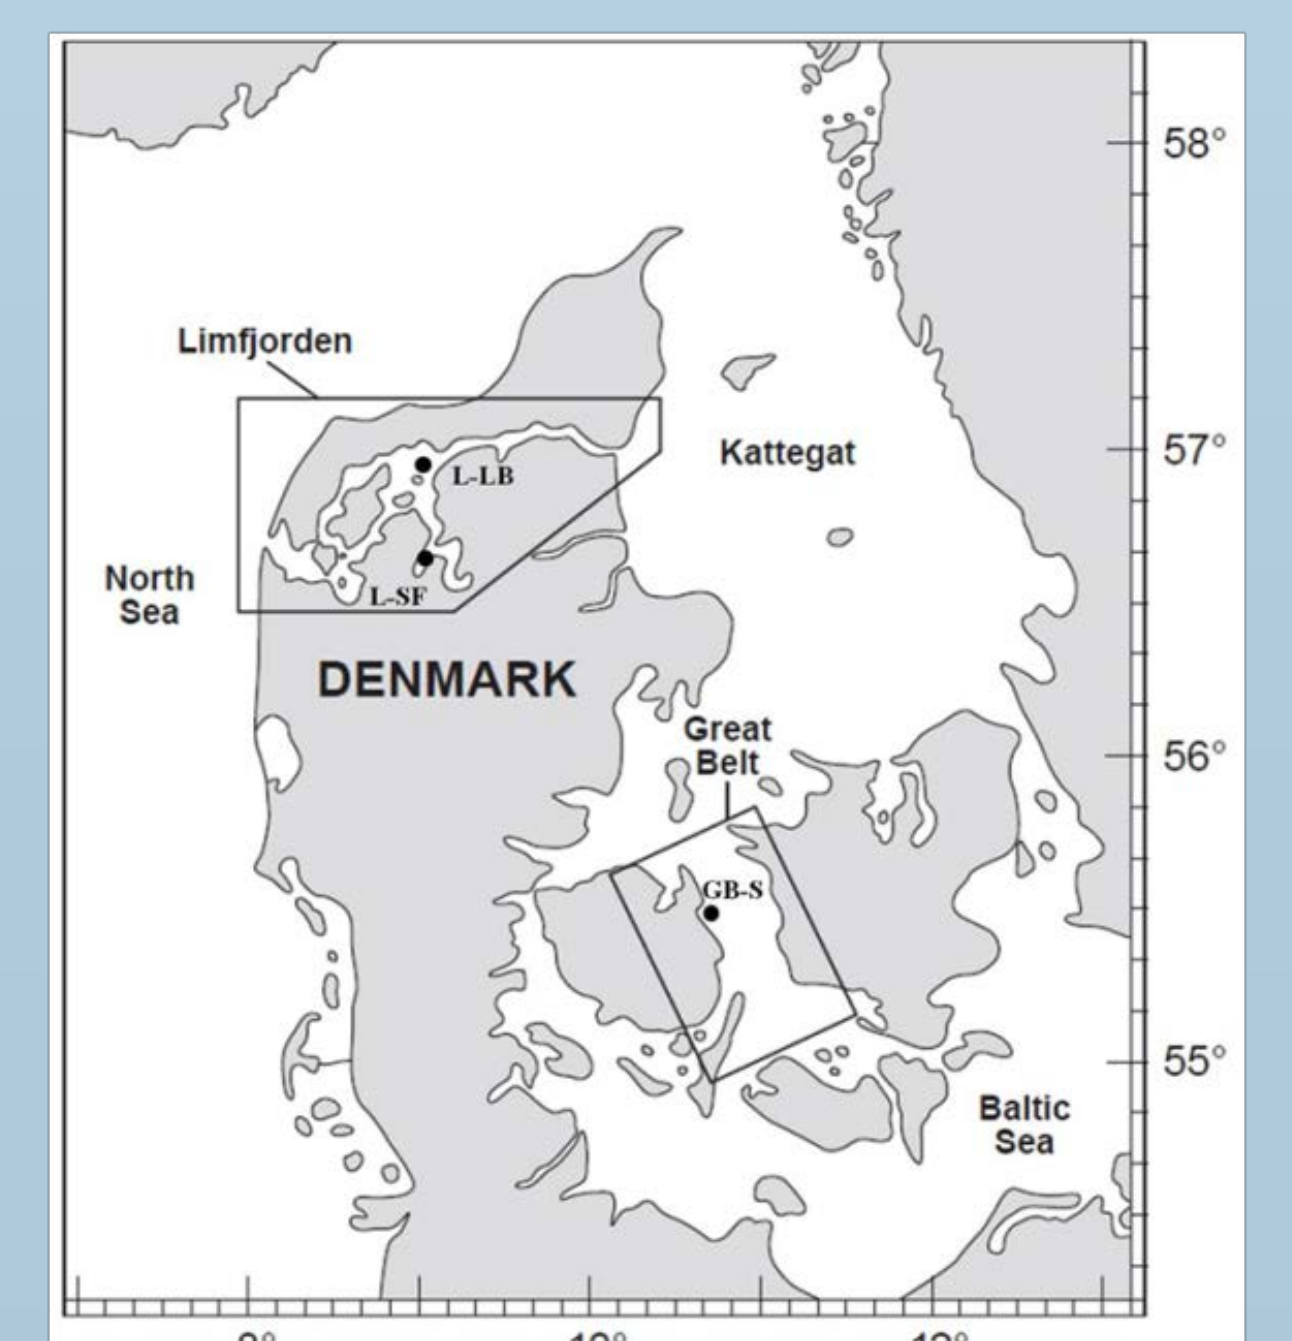 58°
Limfjorden
Kattegat
57°
L-LB
North
Sea
L-SF
DENMARK
Great
Belt
56°
GB-S
55°
Baltic
Sea